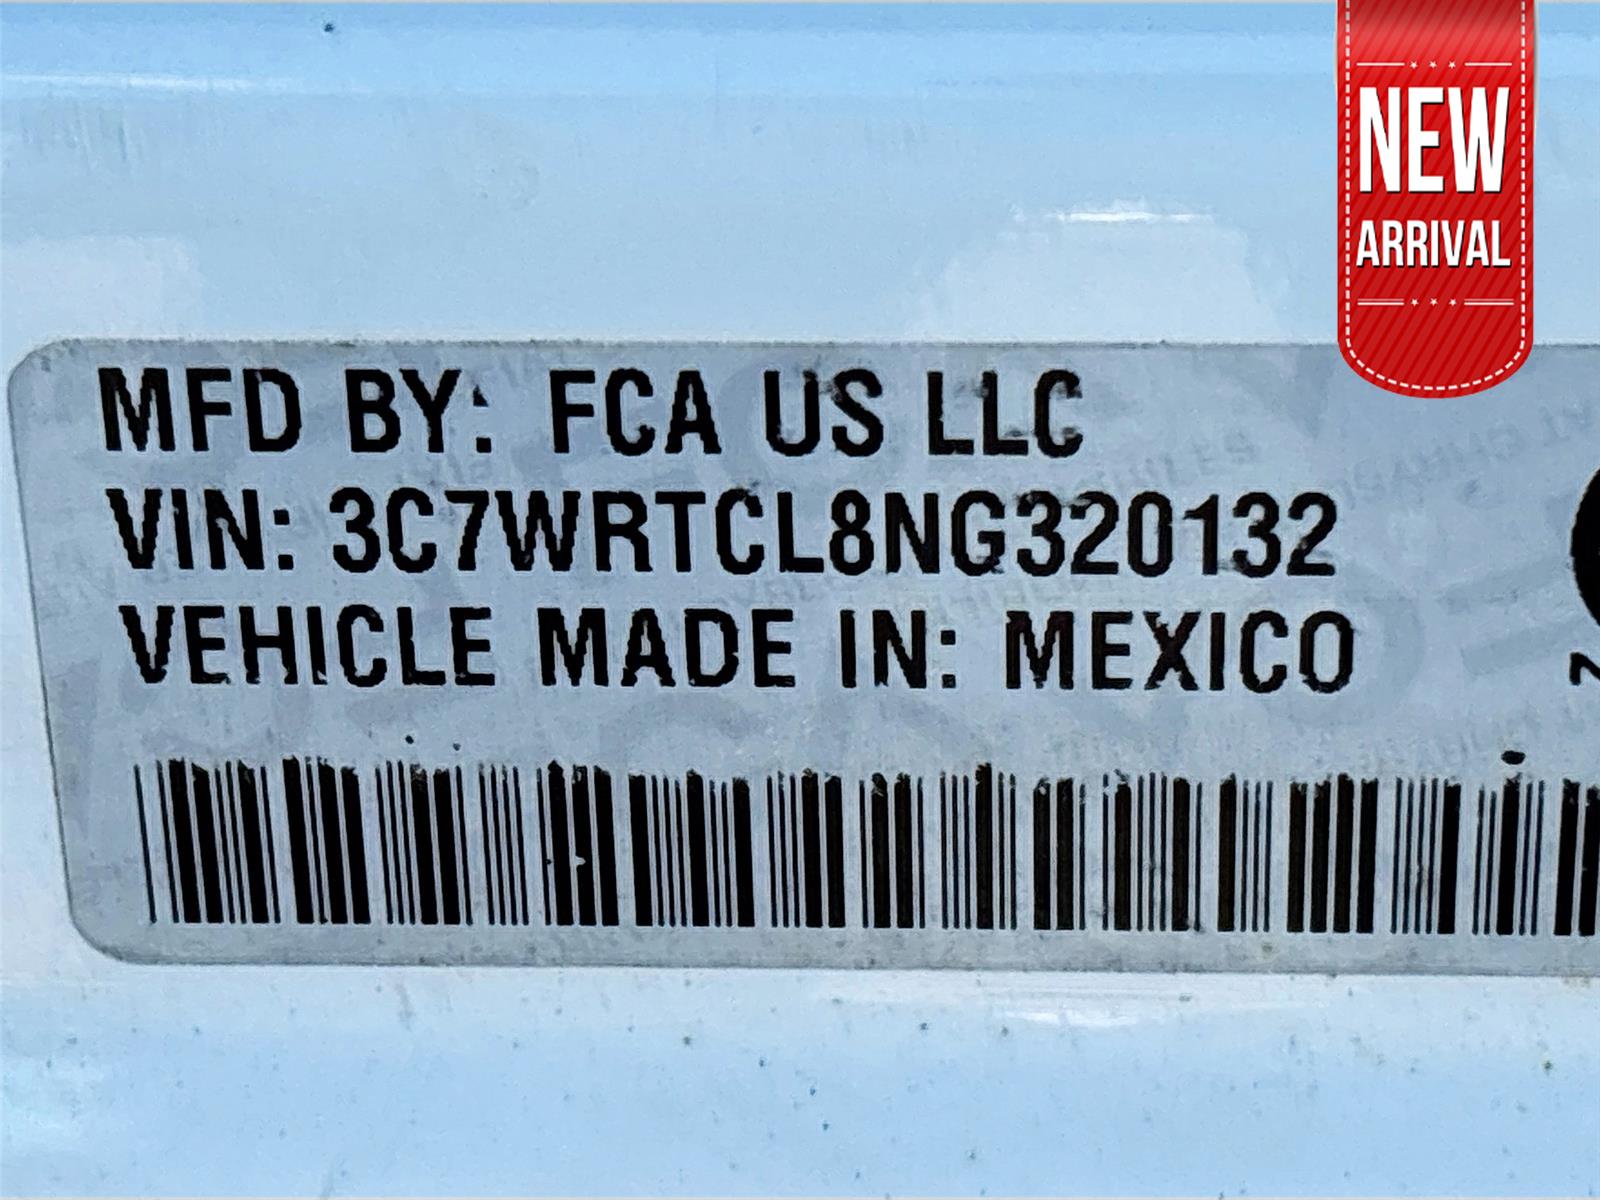 NEW
ARRIVAL
MFD BY: FCA US LLC
VIN: 3C7WRTCL8NG320132
VEHICLE MADE IN: MEXICO